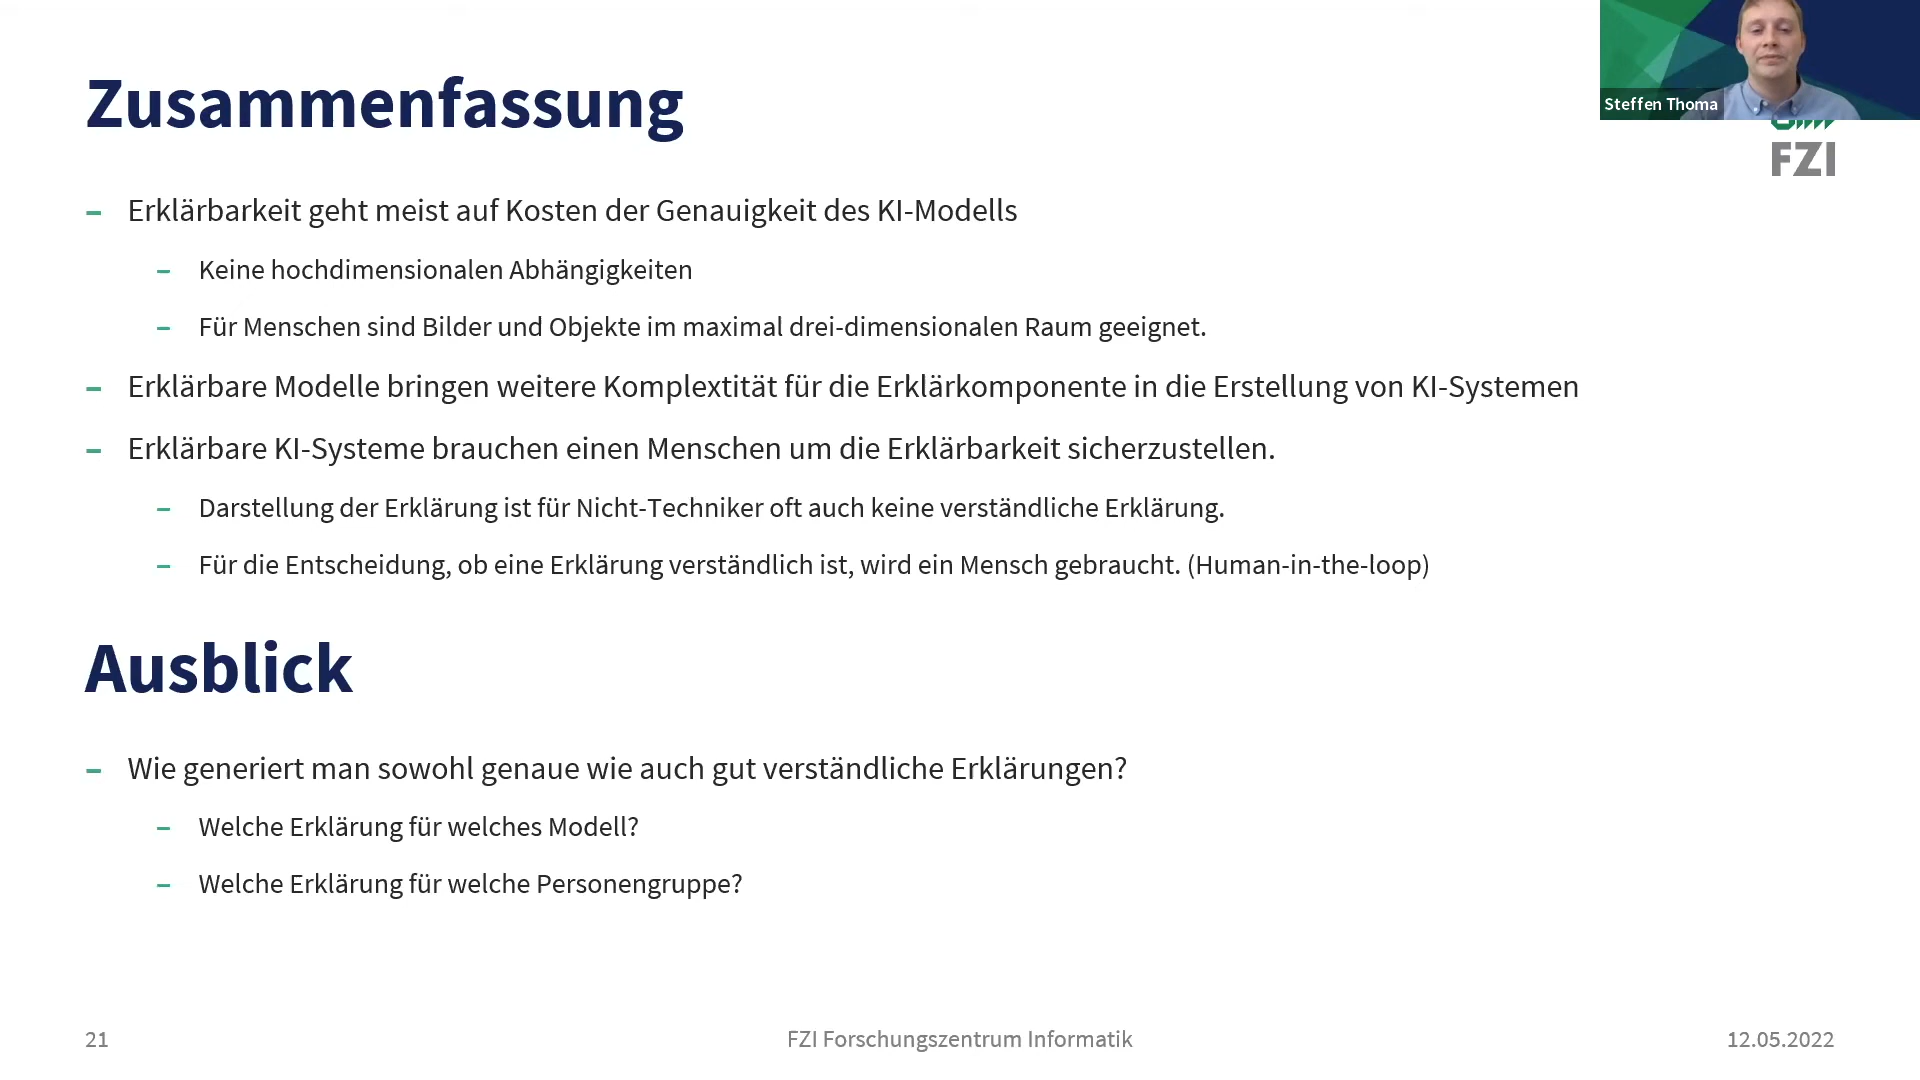 Zusammenfassung
Steffen Thoma
FZI
– Erklärbarkeit geht meist auf Kosten der Genauigkeit des KI-Modells
– Keine hochdimensionalen Abhängigkeiten
– Für Menschen sind Bilder und Objekte im maximal drei-dimensionalen Raum geeignet.
– Erklärbare Modelle bringen weitere Komplextität für die Erklärkomponente in die Erstellung von KI-Systemen
– Erklärbare KI-Systeme brauchen einen Menschen um die Erklärbarkeit sicherzustellen.
– Darstellung der Erklärung ist für Nicht-Techniker oft auch keine verständliche Erklärung.
– Für die Entscheidung, ob eine Erklärung verständlich ist, wird ein Mensch gebraucht. (Human-in-the-loop)
Ausblick
– Wie generiert man sowohl genaue wie auch gut verständliche Erklärungen?
– Welche Erklärung für welches Modell?
– Welche Erklärung für welche Personengruppe?
21
FZI Forschungszentrum Informatik
12.05.2022